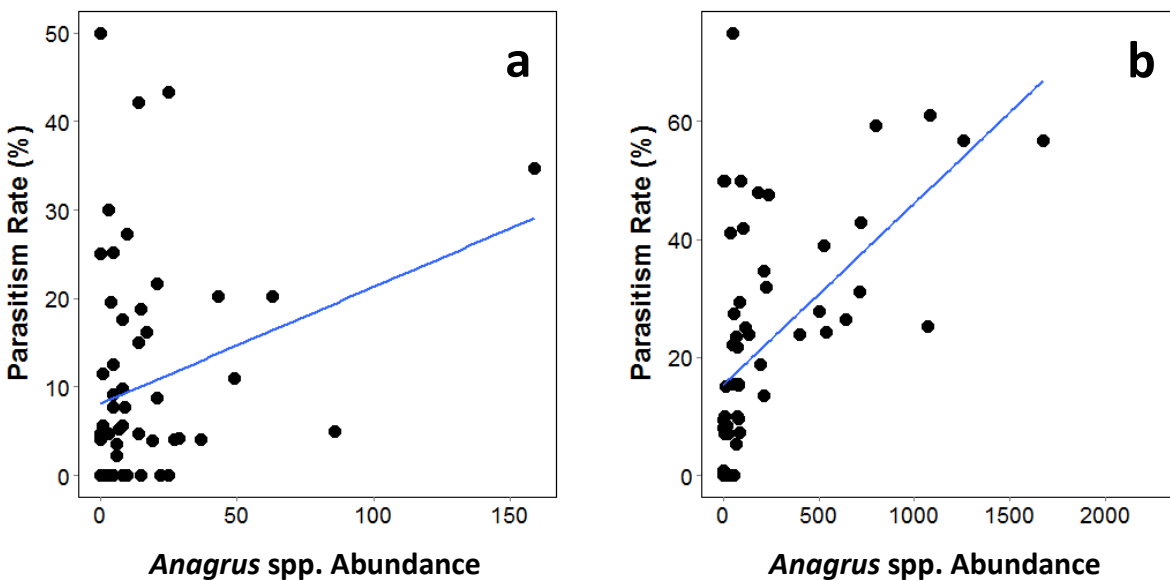 a
Parasitism Rate (%)
50
40
30
20
10
0
0 50 100 150
Anagrus spp. Abundance
b
Parasitism Rate (%)
60
40
20
0
0 500 1000 1500 2000
Anagrus spp. Abundance